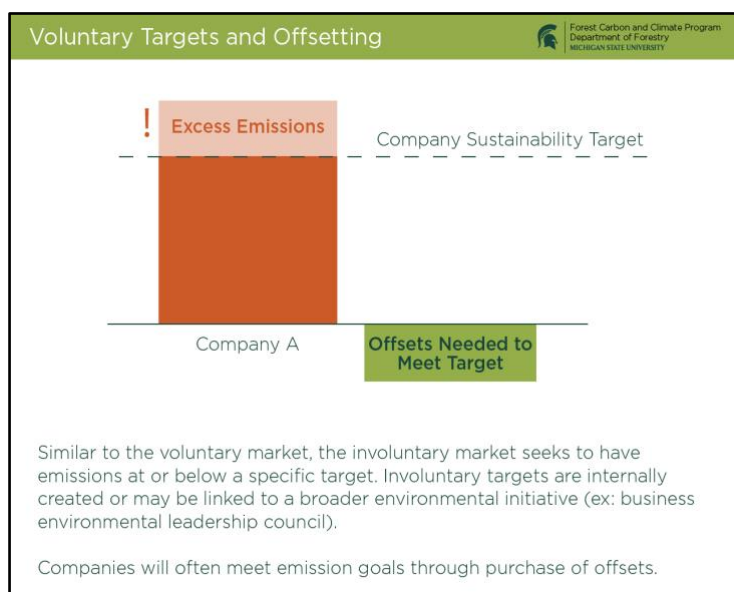 Voluntary Targets and Offsetting
Forest Carbon and Climate Program
Department of Forestry
MICHIGAN STATE UNIVERSITY
! Excess Emissions
Company Sustainability Target
Company A
Offsets Needed to
Meet Target
Similar to the voluntary market, the involuntary market seeks to have
emissions at or below a specific target. Involuntary targets are internally
created or may be linked to a broader environmental initiative (ex: business
environmental leadership council).
Companies will often meet emission goals through purchase of offsets.